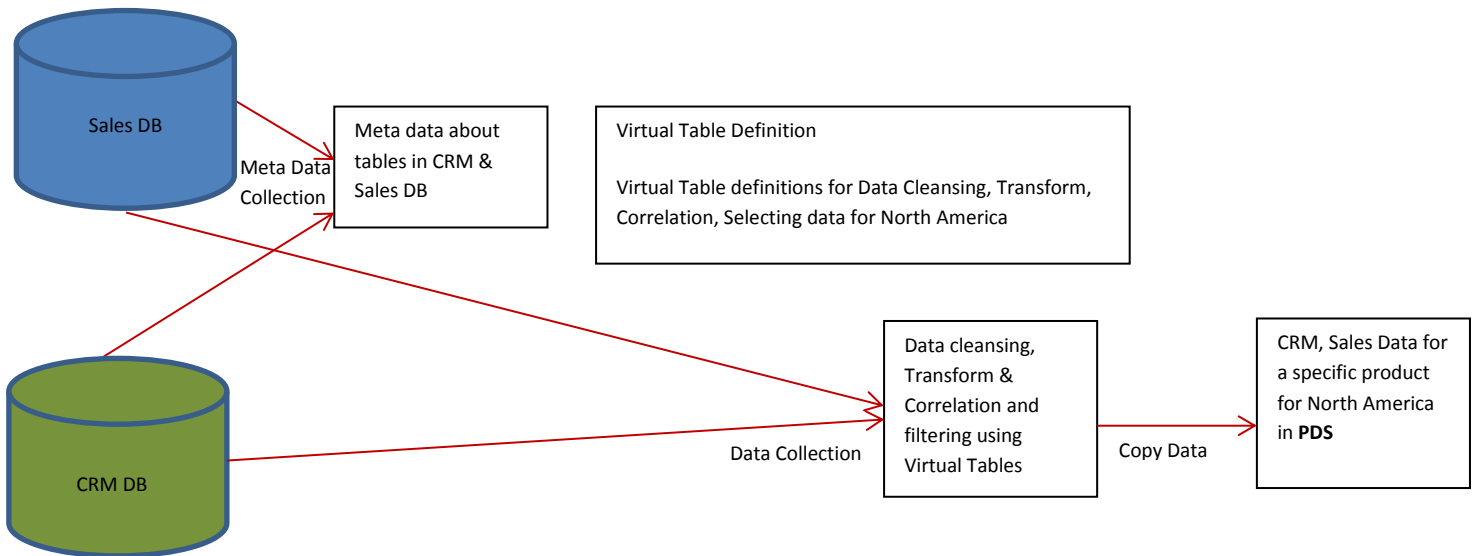 Sales DB
Meta Data
Collection
Meta data about
tables in CRM &
Sales DB
Virtual Table Definition
Virtual Table definitions for Data Cleansing, Transform,
Correlation, Selecting data for North America
CRM DB
Data Collection
Data cleansing,
Transform &
Correlation and
filtering using
Virtual Tables
Copy Data
CRM, Sales Data for
a specific product
for North America
in PDS